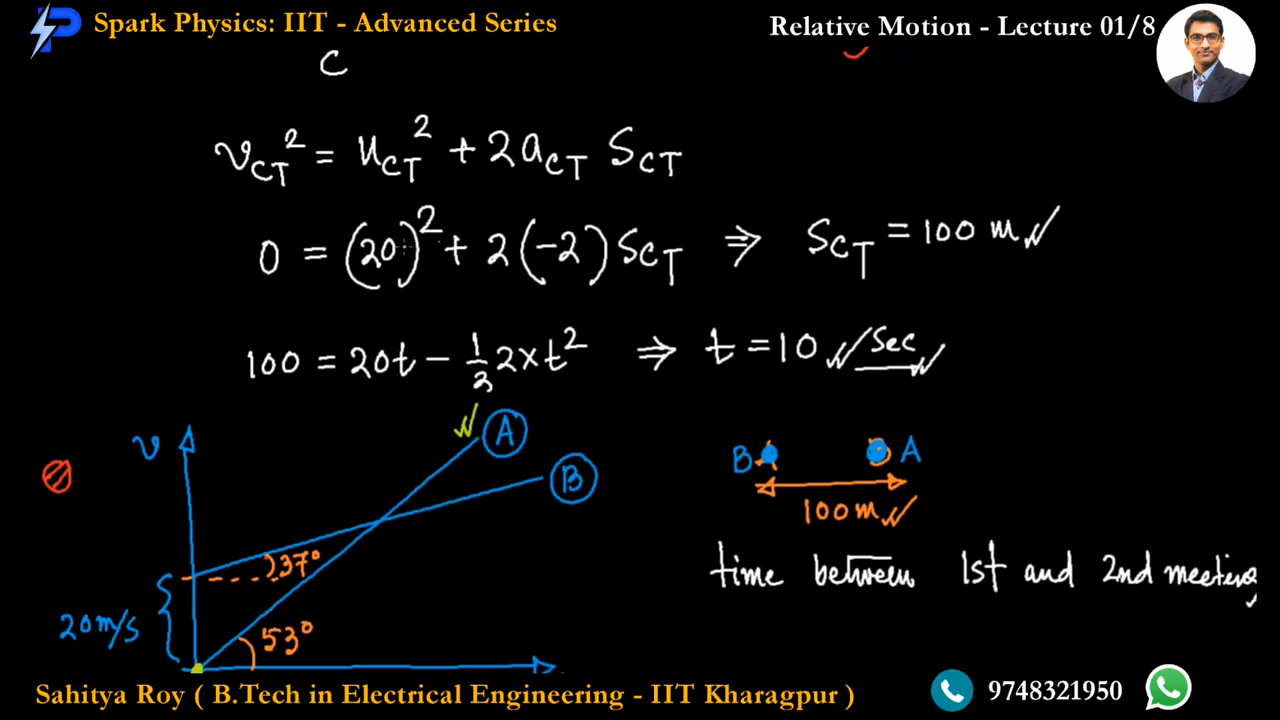 Spark Physics: IIT - Advanced Series
Relative Motion - Lecture 01/8
C
v_CT² = u_CT² + 2a_CT S_CT
0 = (20)² + 2(-2)S_CT ⇒ S_CT = 100 m
100 = 20t - 1/2 2×t² ⇒ t = 10 Sec
v
A
B
B A
100m
37°
time between 1st and 2nd meeting
20m/s
53°
Sahitya Roy ( B.Tech in Electrical Engineering - IIT Kharagpur )
9748321950